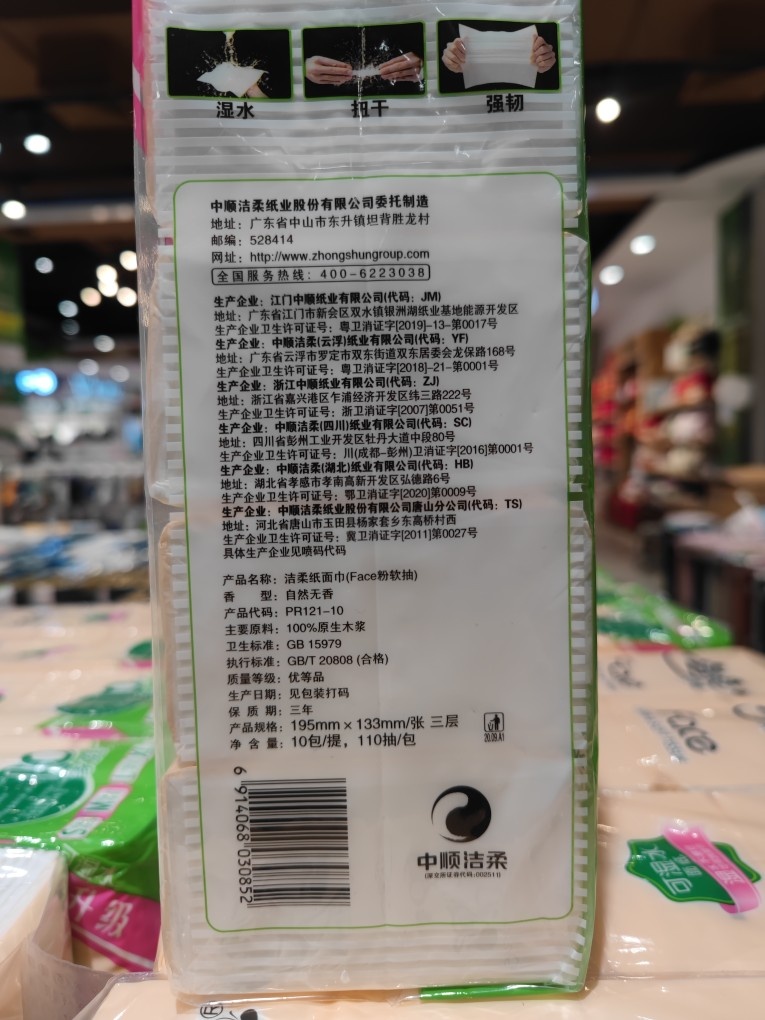 湿水 扭干 强韧
中顺洁柔纸业股份有限公司委托制造
地址：广东省中山市东升镇坦背胜龙村
邮编：528414
网址：http://www.zhongshungroup.com
全国服务热线：400-6223038
生产企业：江门中顺纸业有限公司(代码：JM)
地址：广东省江门市新会区双水镇银洲湖纸业基地能源开发区
生产企业卫生许可证号：粤卫消证字[2019]-13-第0017号
生产企业：中顺洁柔(云浮)纸业有限公司(代码：YF)
地址：广东省云浮市罗定市双东街道双东居委会龙保路168号
生产企业卫生许可证号：粤卫消证字[2018]-21-第0001号
生产企业：浙江中顺纸业有限公司(代码：ZJ)
地址：浙江省嘉兴港区乍浦经济开发区纬三路222号
生产企业卫生许可证号：浙卫消证字[2007]第0051号
生产企业：中顺洁柔(四川)纸业有限公司(代码：SC)
地址：四川省彭州工业开发区牡丹大道中段80号
生产企业卫生许可证号：川(成都-彭州)卫消证字[2016]第0001号
生产企业：中顺洁柔(湖北)纸业有限公司(代码：HB)
地址：湖北省孝感市孝南高新开发区弘德路6号
生产企业卫生许可证号：鄂卫消证字[2020]第0009号
生产企业：中顺洁柔纸业股份有限公司唐山分公司(代码：TS)
地址：河北省唐山市玉田县杨家套乡东高桥村西
生产企业卫生许可证号：冀卫消证字[2011]第0027号
具体生产企业见喷码代码
产品名称：洁柔纸面巾(Face粉软抽)
香 型：自然无香
产品代码：PR121-10
主要原料：100%原生木浆
卫生标准：GB 15979
执行标准：GB/T 20808 (合格)
质量等级：优等品
生产日期：见包装打码
保 质 期：三年
产品规格：195mm×133mm/张 三层
净 含 量：10包/提，110抽/包
20.09.A1
6 914068 030852
中顺洁柔
(深交所证券代码:002511)
升级